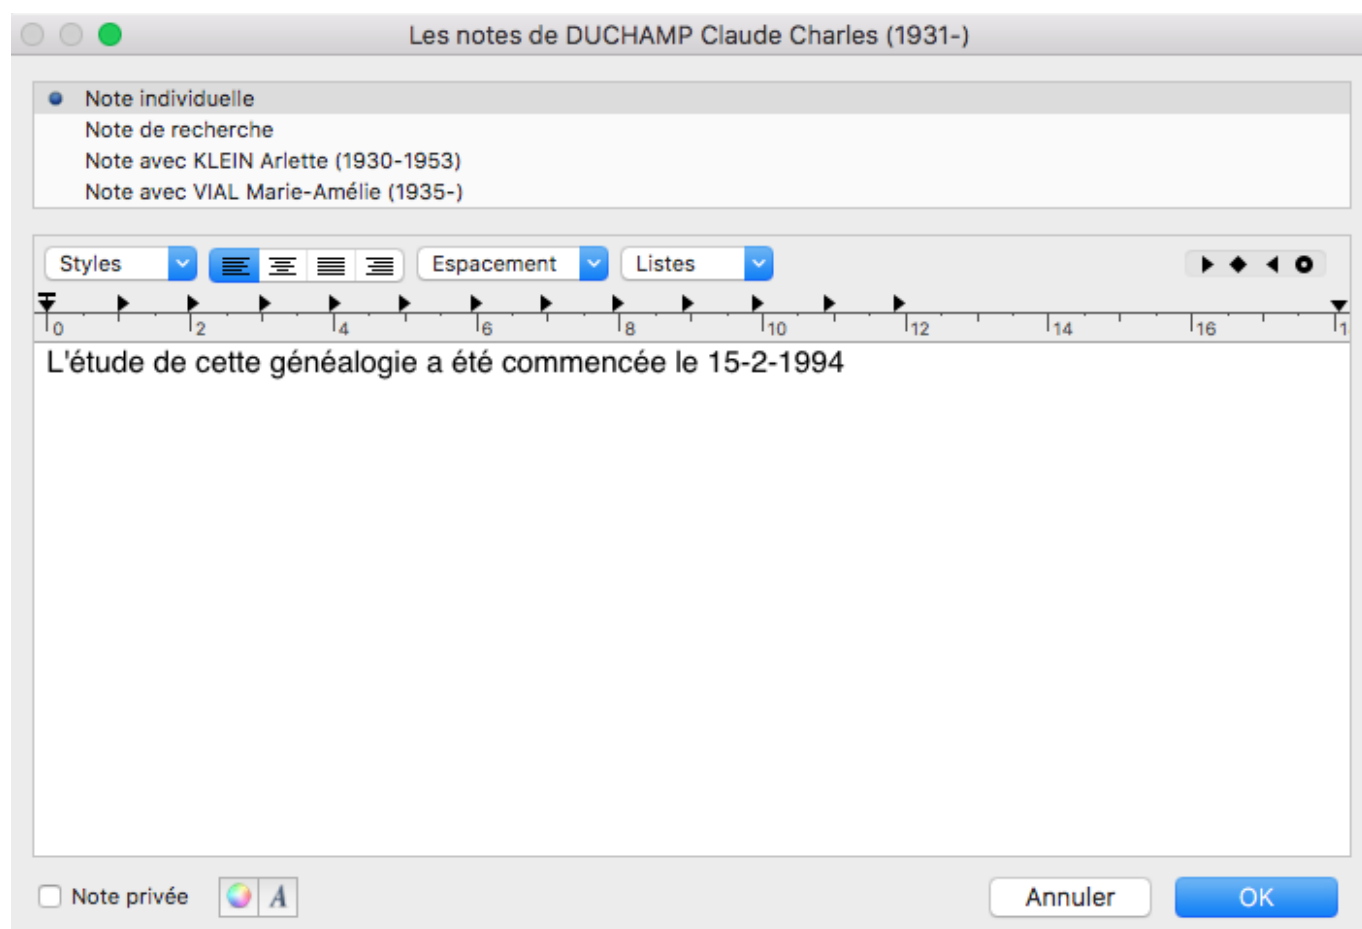 Les notes de DUCHAMP Claude Charles (1931-)
Note individuelle
Note de recherche
Note avec KLEIN Arlette (1930-1953)
Note avec VIAL Marie-Amélie (1935-)
Styles Espacement Listes
0 2 4 6 8 10 12 14 16 1
L'étude de cette généalogie a été commencée le 15-2-1994
Note privée A Annuler OK